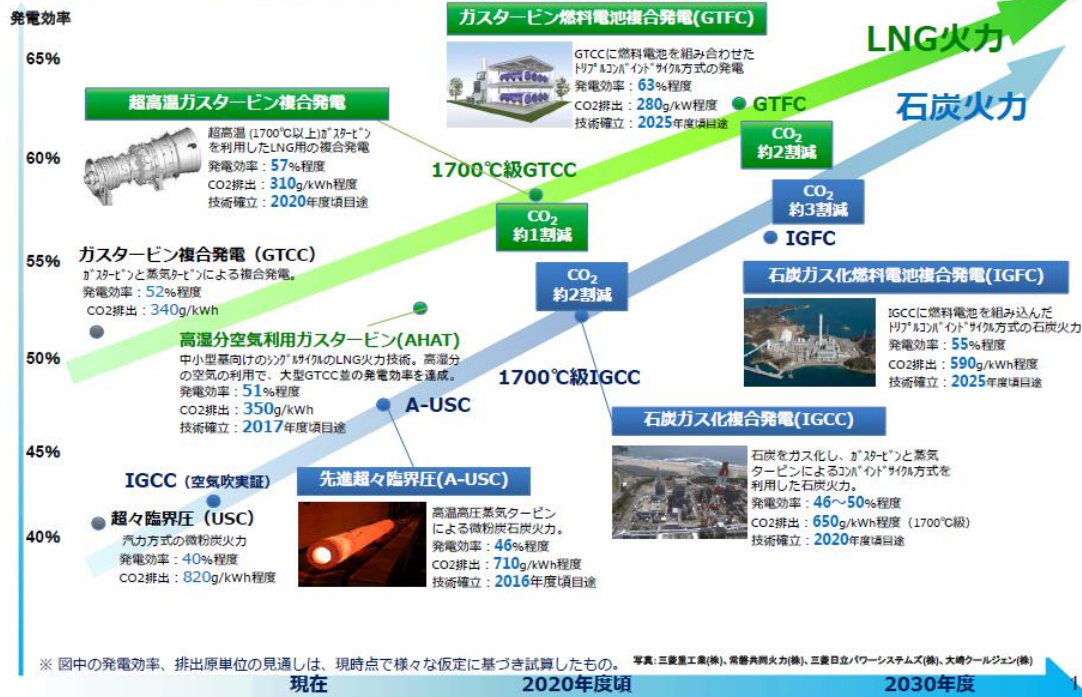 発電効率
65%
60%
55%
50%
45%
40%
ガスタービン燃料電池複合発電(GTFC)
GTCCに燃料電池を組み合わせた
ﾄﾘﾌﾟﾙｺﾝﾊﾞｲﾝﾄﾞｻｲｸﾙ方式の発電
発電効率：63%程度
CO2排出：280g/kW程度
技術確立：2025年度頃目途
LNG火力
石炭火力
GTFC
CO₂
約2割減
超高温ガスタービン複合発電
超高温 (1700℃以上)ｶﾞｽﾀｰﾋﾞﾝ
を利用したLNG用の複合発電
発電効率：57%程度
CO2排出：310g/kWh程度
技術確立：2020年度頃目途
1700℃級GTCC
CO₂
約1割減
CO₂
約3割減
IGFC
ガスタービン複合発電（GTCC）
ｶﾞｽﾀｰﾋﾞﾝと蒸気ﾀｰﾋﾞﾝによる複合発電。
発電効率：52%程度
CO2排出：340g/kWh
CO₂
約2割減
1700℃級IGCC
石炭ガス化燃料電池複合発電(IGFC)
IGCCに燃料電池を組み込んだ
ﾄﾘﾌﾟﾙｺﾝﾊﾞｲﾝﾄﾞｻｲｸﾙ方式の石炭火力
発電効率：55%程度
CO2排出：590g/kWh程度
技術確立：2025年度頃目途
高湿分空気利用ガスタービン(AHAT)
中小型基向けのｼﾝｸﾞﾙｻｲｸﾙのLNG火力技術。高湿分
の空気の利用で、大型GTCC並の発電効率を達成。
発電効率：51%程度
CO2排出：350g/kWh
技術確立：2017年度頃目途
A-USC
石炭ガス化複合発電(IGCC)
石炭をガス化し、ｶﾞｽﾀｰﾋﾞﾝと蒸気
タービンによるｺﾝﾊﾞｲﾝﾄﾞｻｲｸﾙ方式を
利用した石炭火力。
発電効率：46～50%程度
CO2排出：650g/kWh程度（1700℃級）
技術確立：2020年度頃目途
IGCC（空気吹実証）
超々臨界圧（USC）
汽力方式の微粉炭火力
発電効率：40%程度
CO2排出：820g/kWh程度
先進超々臨界圧(A-USC)
高温高圧蒸気タービン
による微粉炭石炭火力。
発電効率：46%程度
CO2排出：710g/kWh程度
技術確立：2016年度頃目途
※ 図中の発電効率、排出原単位の見通しは、現時点で様々な仮定に基づき試算したもの。
写真：三菱重工業(株)、常磐共同火力(株)、三菱日立パワーシステムズ(株)、大崎クールジェン(株)
現在
2020年度頃
2030年度
1